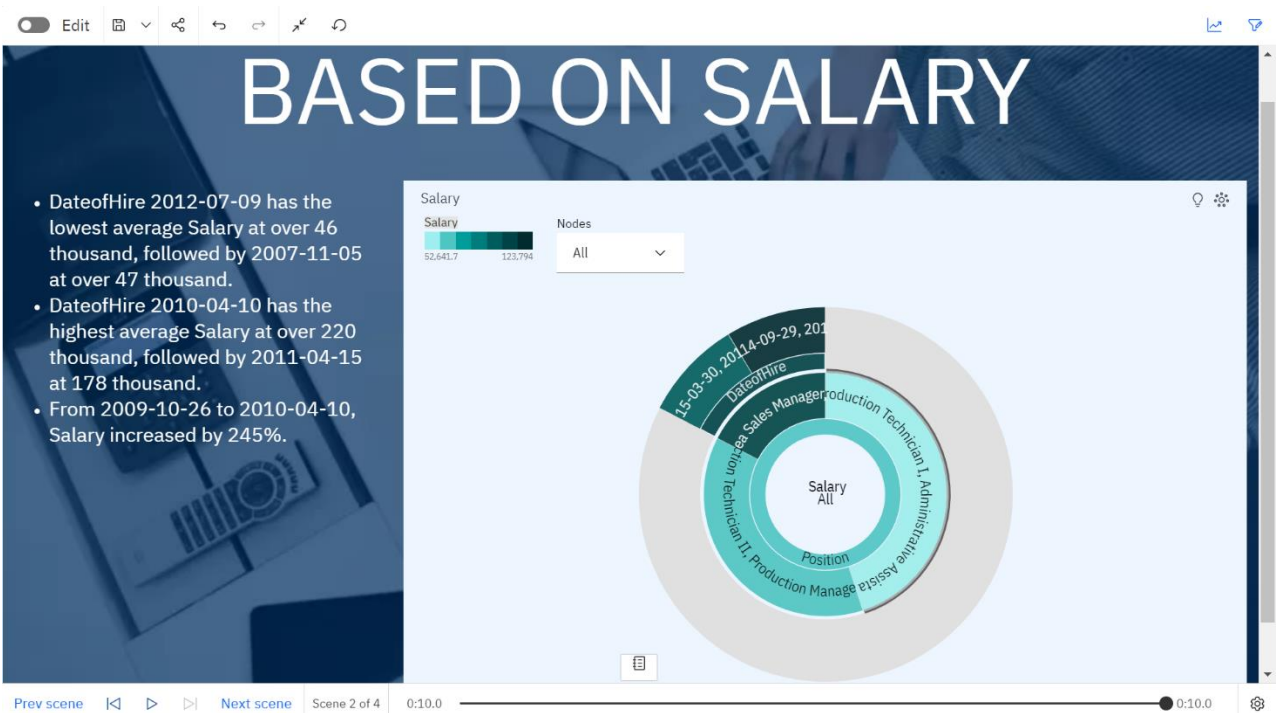 Edit
BASED ON SALARY
• DateofHire 2012-07-09 has the
lowest average Salary at over 46
thousand, followed by 2007-11-05
at over 47 thousand.
• DateofHire 2010-04-10 has the
highest average Salary at over 220
thousand, followed by 2011-04-15
at 178 thousand.
• From 2009-10-26 to 2010-04-10,
Salary increased by 245%.
Salary
Salary
52,641.7 123,794
Nodes
All
15-03-30, 201
14-09-29, 201
DateofHire
ea Sales Manager
roduction Technician I, Administrative Assista
ction Technician II, Production Manage
Position
Salary
All
Prev scene Next scene Scene 2 of 4 0:10.0 0:10.0